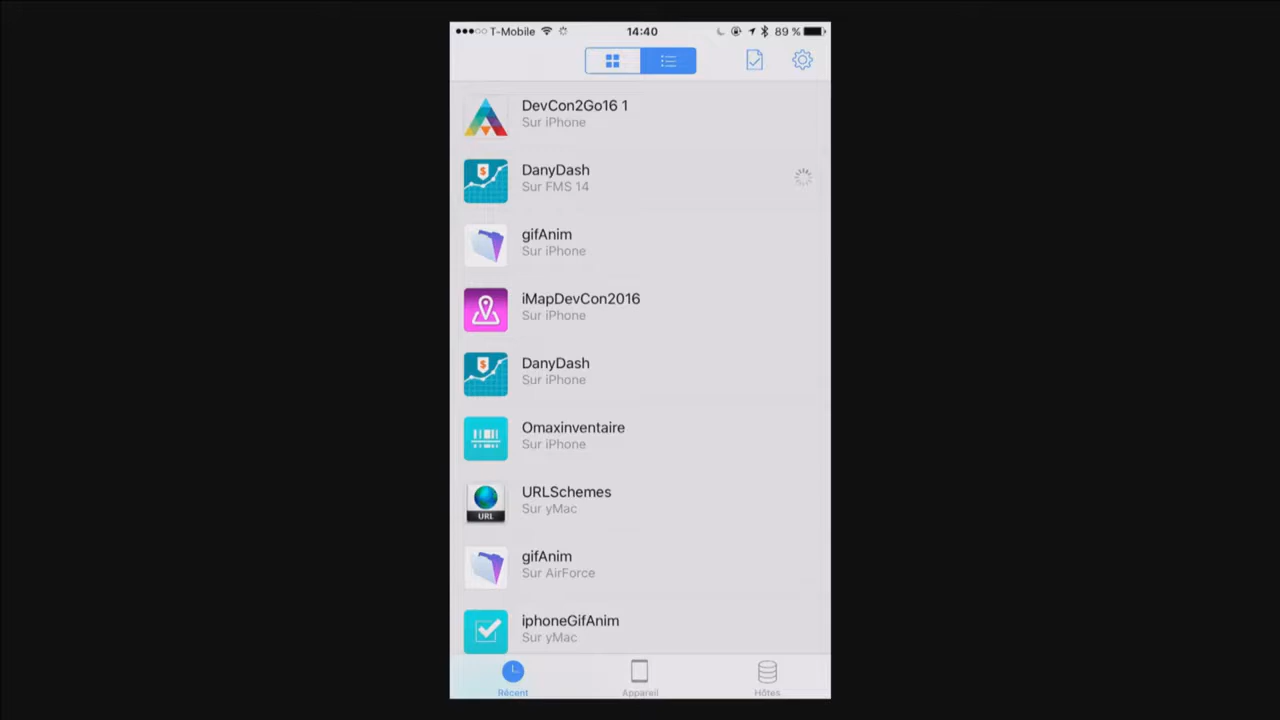 T-Mobile 14:40 89 %
DevCon2Go16 1
Sur iPhone
DanyDash
Sur FMS 14
gifAnim
Sur iPhone
iMapDevCon2016
Sur iPhone
DanyDash
Sur iPhone
Omaxinventaire
Sur iPhone
URLSchemes
Sur yMac
URL
gifAnim
Sur AirForce
iphoneGifAnim
Sur yMac
Récent Appareil Hôtes